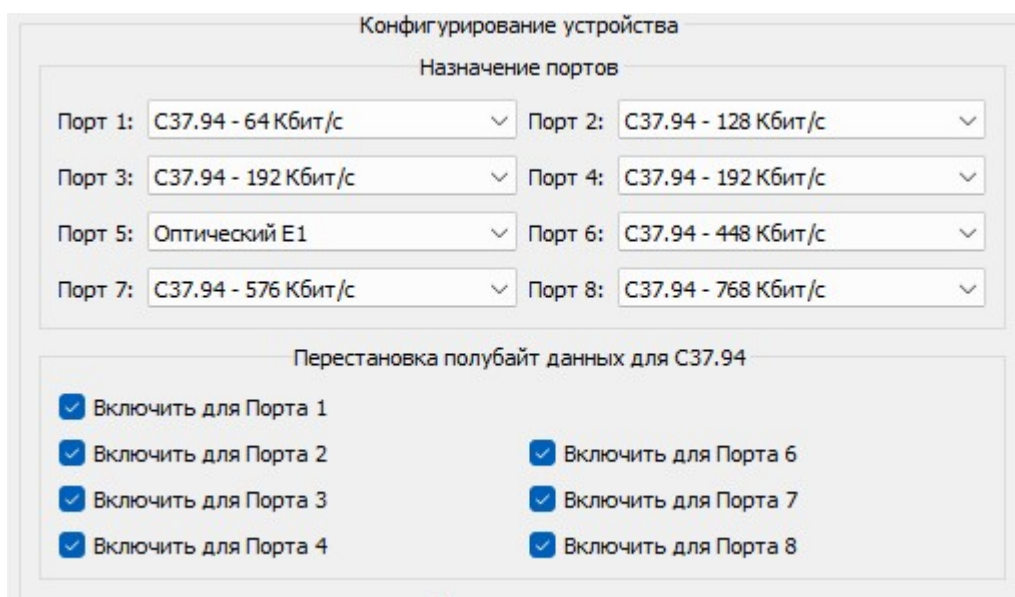 Конфигурирование устройства
Назначение портов
Порт 1: C37.94 - 64 Кбит/с Порт 2: C37.94 - 128 Кбит/с
Порт 3: C37.94 - 192 Кбит/с Порт 4: C37.94 - 192 Кбит/с
Порт 5: Оптический E1 Порт 6: C37.94 - 448 Кбит/с
Порт 7: C37.94 - 576 Кбит/с Порт 8: C37.94 - 768 Кбит/с
Перестановка полубайт данных для C37.94
Включить для Порта 1
Включить для Порта 2 Включить для Порта 6
Включить для Порта 3 Включить для Порта 7
Включить для Порта 4 Включить для Порта 8